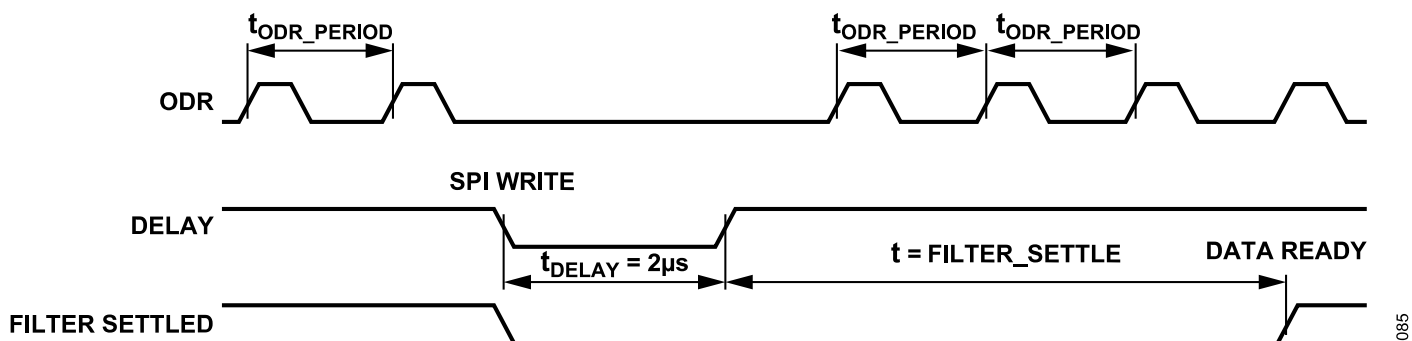 tODR_PERIOD tODR_PERIOD tODR_PERIOD
ODR
SPI WRITE
DELAY
tDELAY = 2µs t = FILTER_SETTLE DATA READY
FILTER SETTLED
085